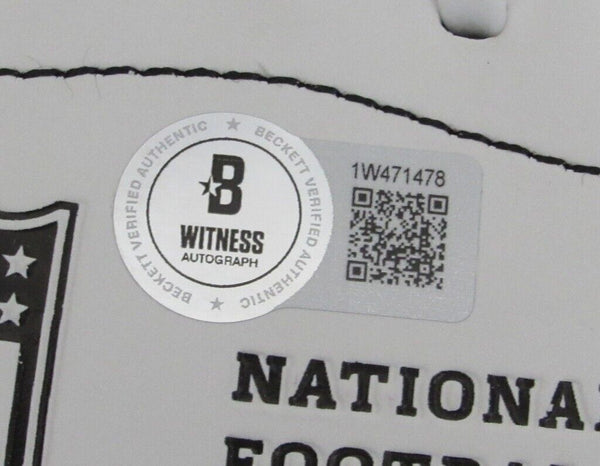 BECKETT VERIFIED AUTHENTIC ★ BECKETT VERIFIED AUTHENTIC ★
B
WITNESS
AUTOGRAPH
1W471478
NATIONA